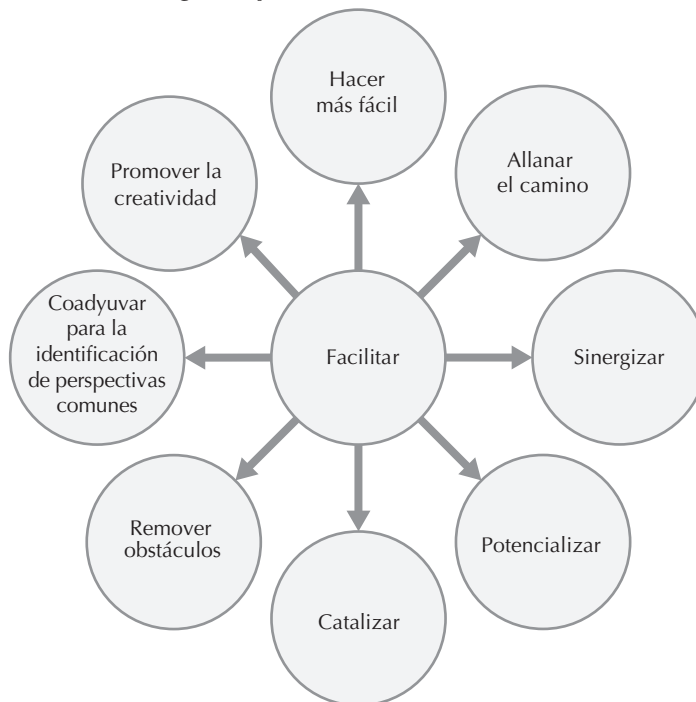 Hacer
más fácil
Allanar
el camino
Promover la
creatividad
Coadyuvar
para la
identificación
de perspectivas
comunes
Facilitar
Sinergizar
Remover
obstáculos
Potencializar
Catalizar